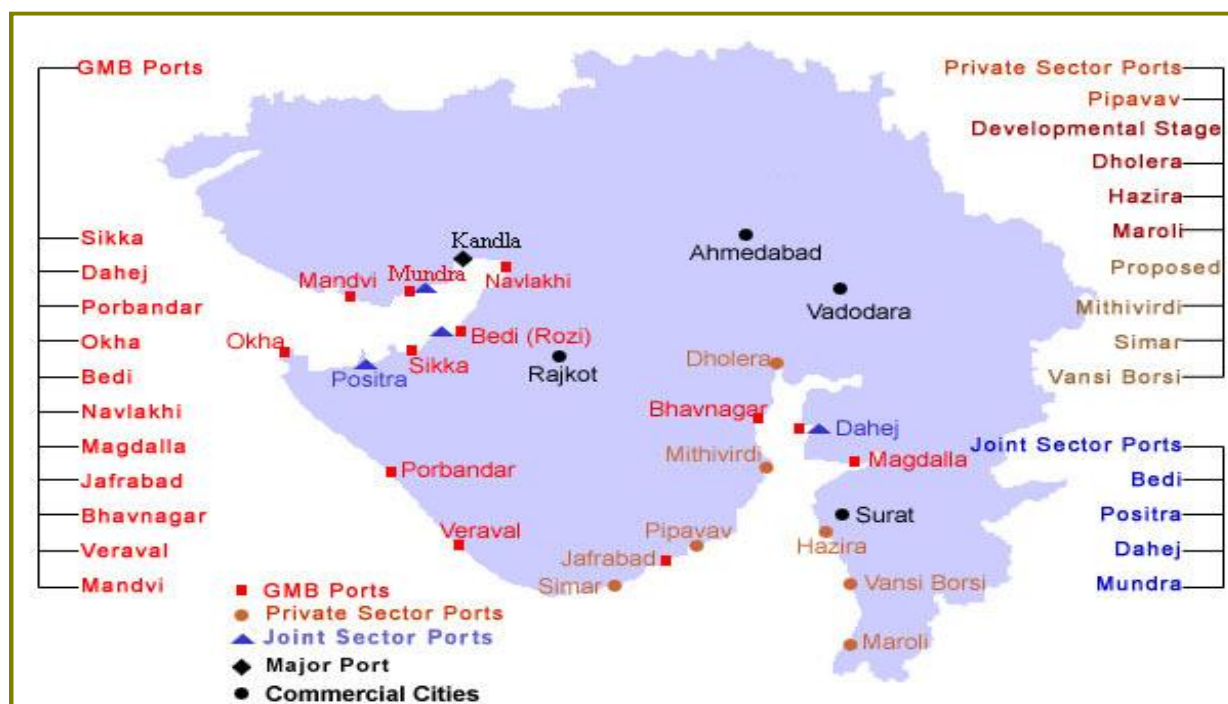 GMB Ports
Sikka
Dahej
Porbandar
Okha
Bedi
Navlakhi
Magdalla
Jafrabad
Bhavnagar
Veraval
Mandvi
Kandla
Mandvi
Mundra
Navlakhi
Okha
Bedi (Rozi)
Sikka
Positra
Rajkot
Ahmedabad
Vadodara
Dholera
Bhavnagar
Dahej
Mithivirdi
Magdalla
Porbandar
Surat
Veraval
Pipavav
Hazira
Jafrabad
Simar
Vansi Borsi
Maroli
GMB Ports
Private Sector Ports
Joint Sector Ports
Major Port
Commercial Cities
Private Sector Ports
Pipavav
Developmental Stage
Dholera
Hazira
Maroli
Proposed
Mithivirdi
Simar
Vansi Borsi
Joint Sector Ports
Bedi
Positra
Dahej
Mundra